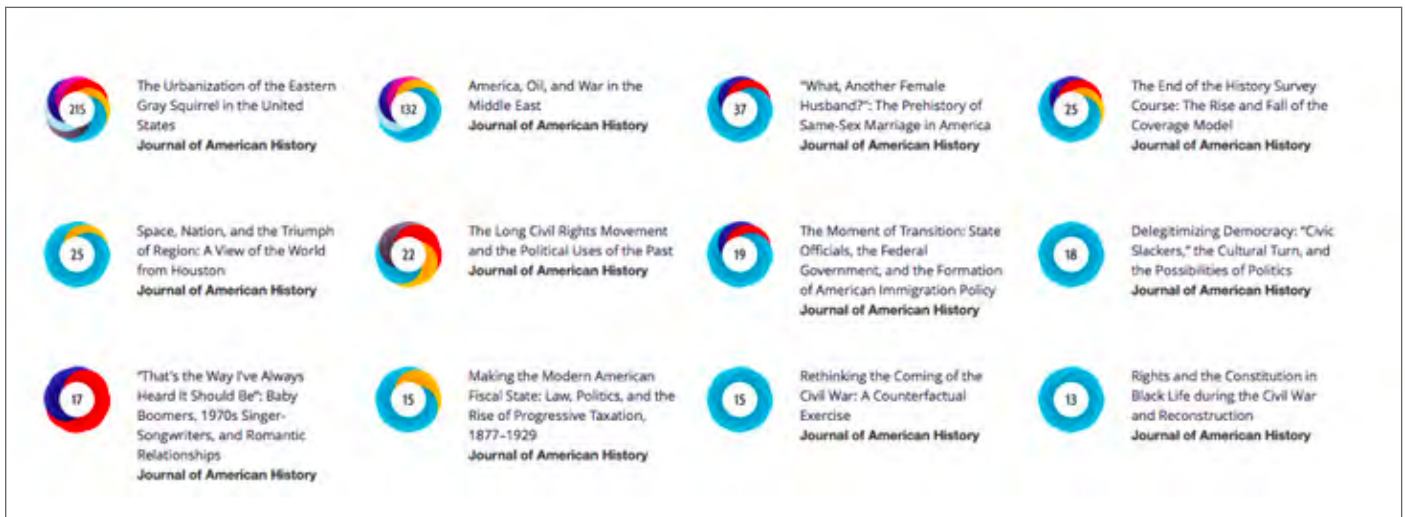 215
The Urbanization of the Eastern
Gray Squirrel in the United
States
Journal of American History
132
America, Oil, and War in the
Middle East
Journal of American History
37
"What, Another Female
Husband?": The Prehistory of
Same-Sex Marriage in America
Journal of American History
25
The End of the History Survey
Course: The Rise and Fall of the
Coverage Model
Journal of American History
25
Space, Nation, and the Triumph
of Region: A View of the World
from Houston
Journal of American History
22
The Long Civil Rights Movement
and the Political Uses of the Past
Journal of American History
19
The Moment of Transition: State
Officials, the Federal
Government, and the Formation
of American Immigration Policy
Journal of American History
18
Delegitimizing Democracy: "Civic
Slackers," the Cultural Turn, and
the Possibilities of Politics
Journal of American History
17
"That's the Way I've Always
Heard It Should Be": Baby
Boomers, 1970s Singer-
Songwriters, and Romantic
Relationships
Journal of American History
15
Making the Modern American
Fiscal State: Law, Politics, and the
Rise of Progressive Taxation,
1877–1929
Journal of American History
15
Rethinking the Coming of the
Civil War: A Counterfactual
Exercise
Journal of American History
13
Rights and the Constitution in
Black Life during the Civil War
and Reconstruction
Journal of American History